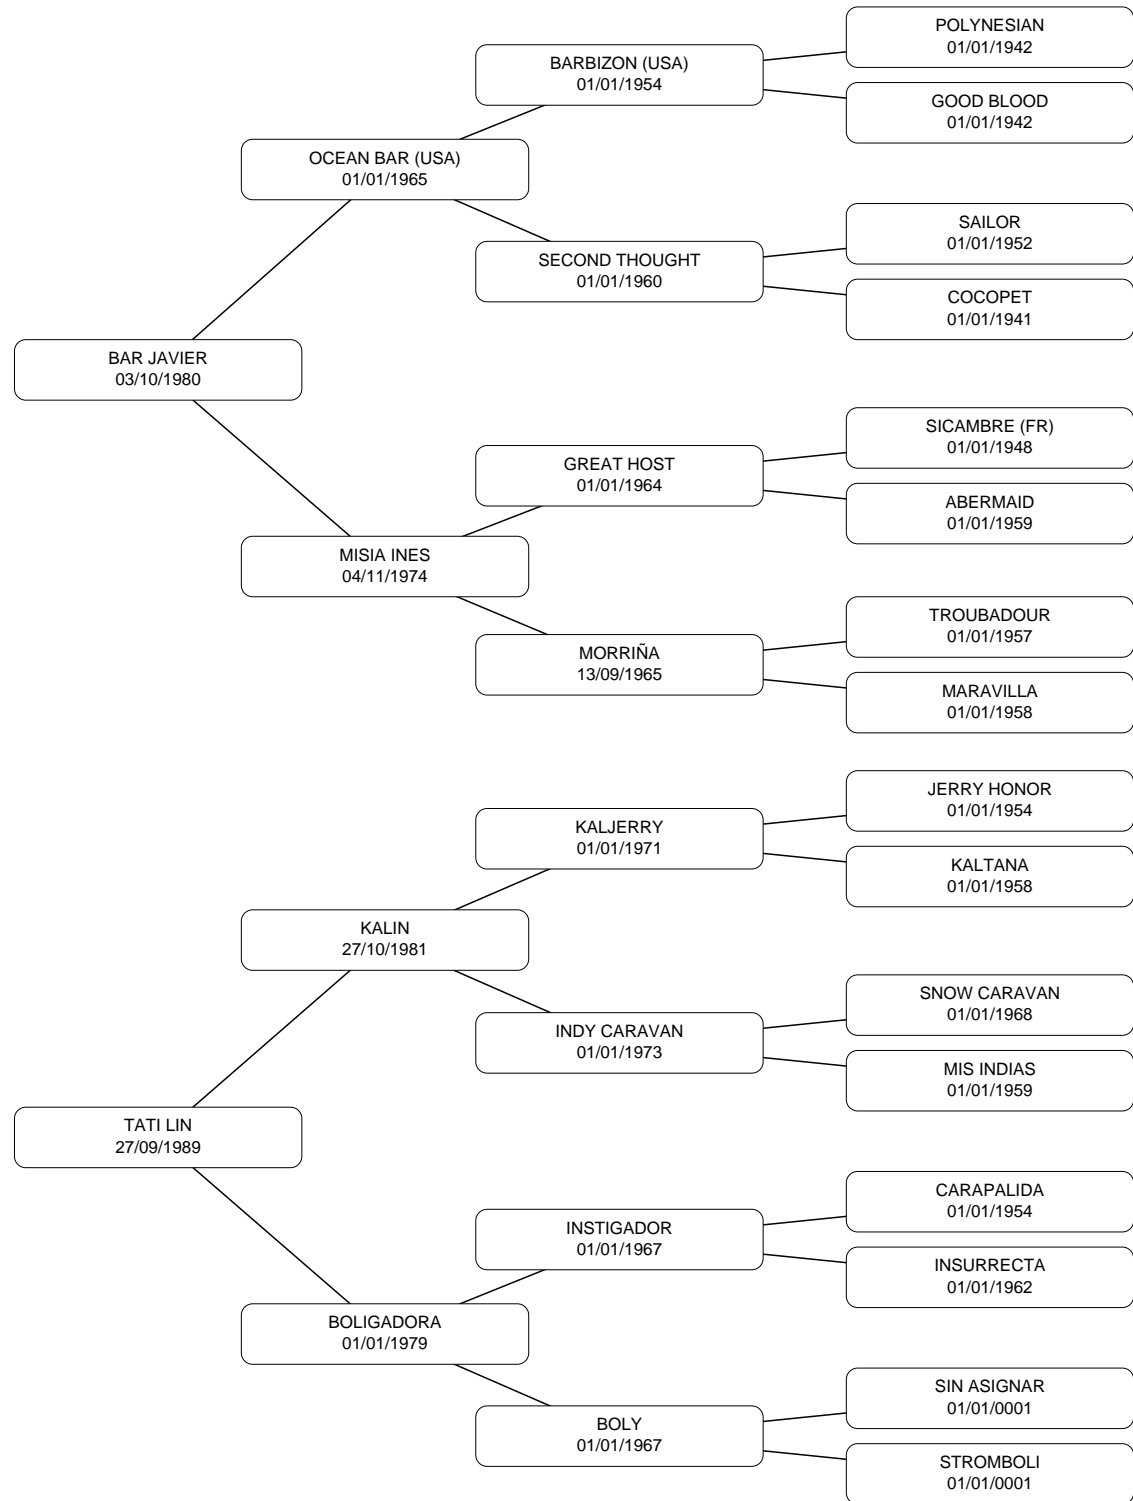 POLYNESIAN
01/01/1942
BARBIZON (USA)
01/01/1954
GOOD BLOOD
01/01/1942
OCEAN BAR (USA)
01/01/1965
SAILOR
01/01/1952
SECOND THOUGHT
01/01/1960
COCOPET
01/01/1941
BAR JAVIER
03/10/1980
SICAMBRE (FR)
01/01/1948
GREAT HOST
01/01/1964
ABERMAID
01/01/1959
MISIA INES
04/11/1974
TROUBADOUR
01/01/1957
MORRIÑA
13/09/1965
MARAVILLA
01/01/1958
JERRY HONOR
01/01/1954
KALJERRY
01/01/1971
KALTANA
01/01/1958
KALIN
27/10/1981
SNOW CARAVAN
01/01/1968
INDY CARAVAN
01/01/1973
MIS INDIAS
01/01/1959
TATI LIN
27/09/1989
CARAPALIDA
01/01/1954
INSTIGADOR
01/01/1967
INSURRECTA
01/01/1962
BOLIGADORA
01/01/1979
SIN ASIGNAR
01/01/0001
BOLY
01/01/1967
STROMBOLI
01/01/0001